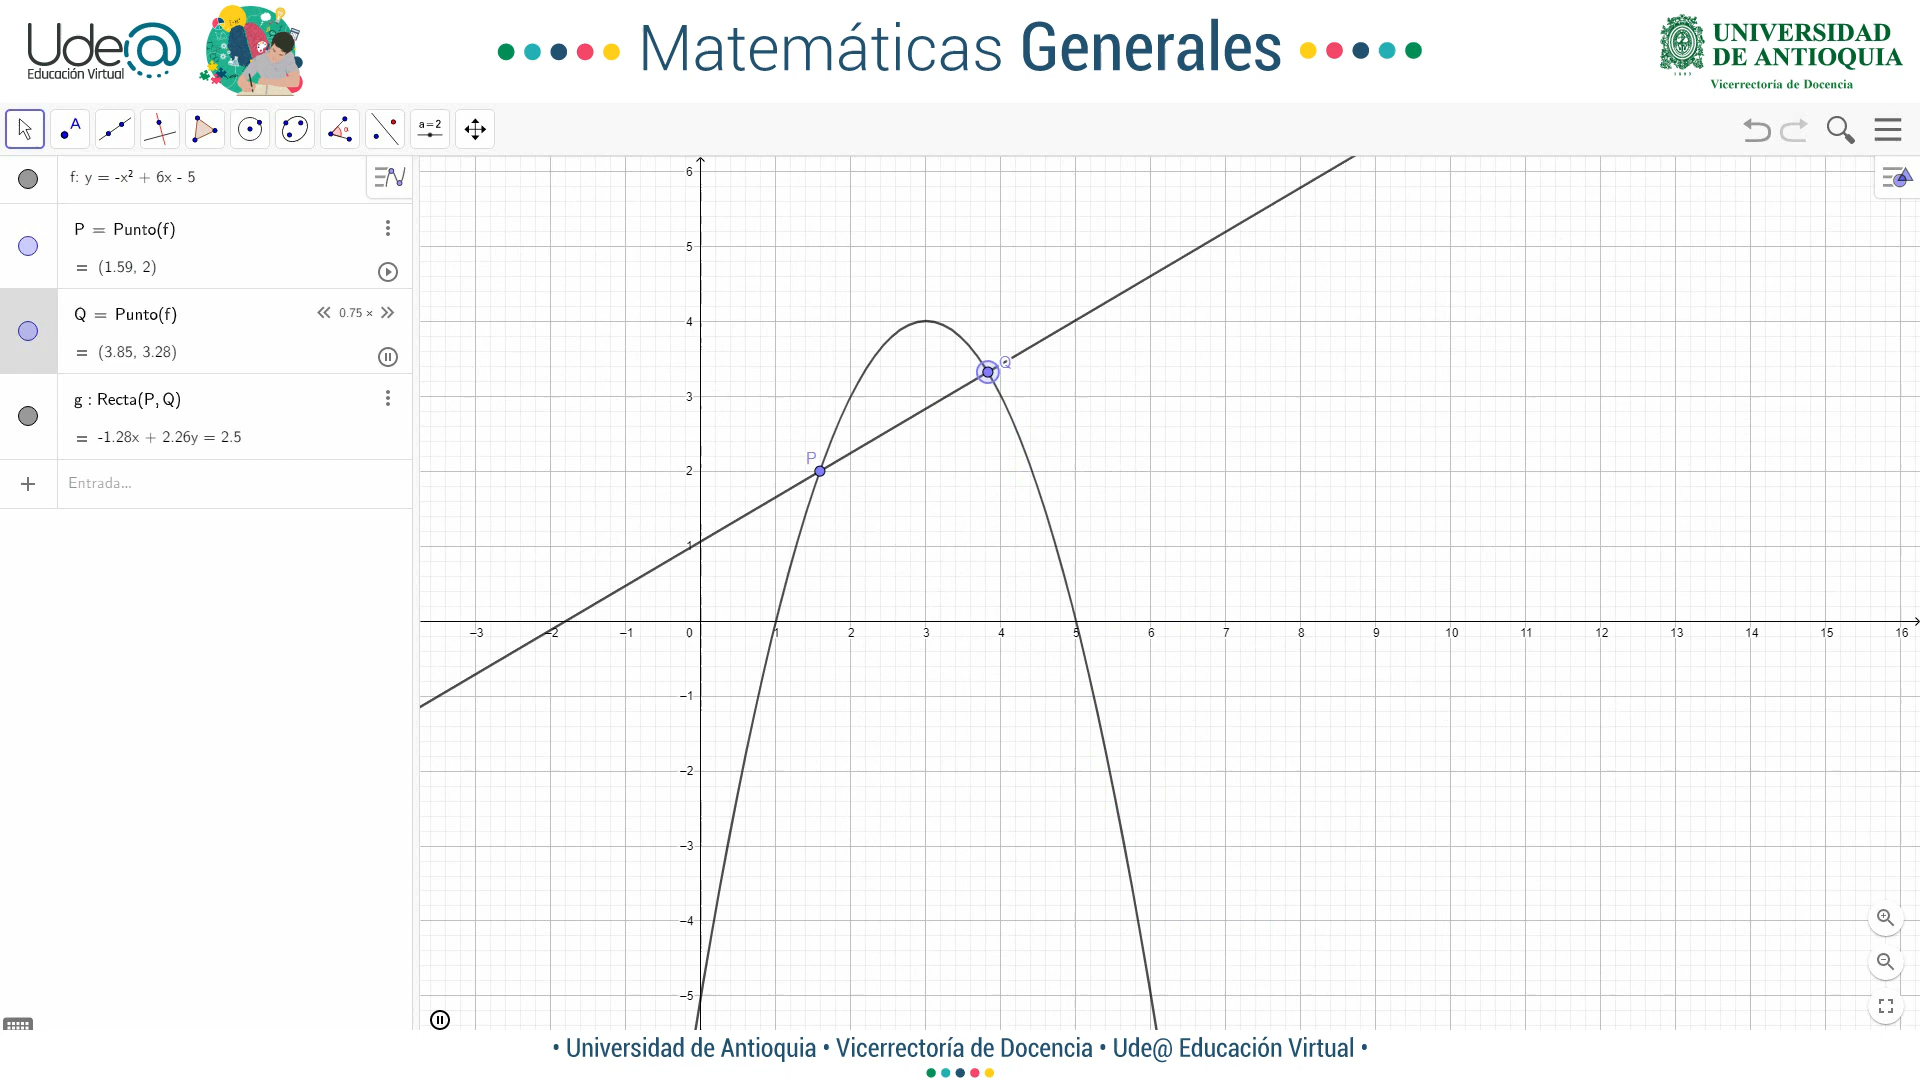 Ude@
Educación Virtual
Matemáticas Generales
UNIVERSIDAD
DE ANTIOQUIA
1803
Vicerrectoría de Docencia
A
α
a=2
f: y = -x² + 6x - 5
P = Punto(f)
= (1.59, 2)
Q = Punto(f)
0.75 ×
= (3.85, 3.28)
g : Recta(P, Q)
= -1.28x + 2.26y = 2.5
Entrada...
6
5
4
3
2
1
P
Q
–3 –2 –1 0 1 2 3 4 5 6 7 8 9 10 11 12 13 14 15 16
–1
–2
–3
–4
–5
• Universidad de Antioquia • Vicerrectoría de Docencia • Ude@ Educación Virtual •